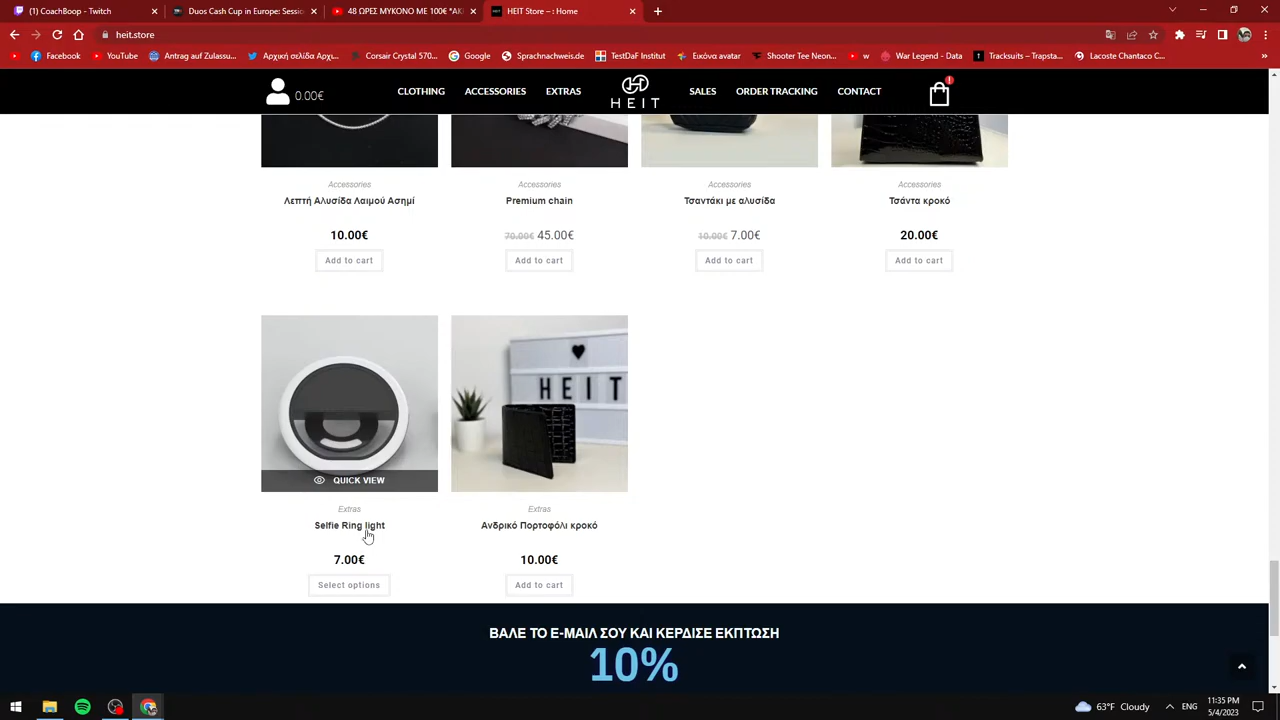 (1) CoachBoop - Twitch
Duos Cash Cup in Europe: Sessio
48 ΩΡΕΣ ΜΥΚΟΝΟ ΜΕ 100€ *AK
HEIT Store – : Home
heit.store
Facebook
YouTube
Antrag auf Zulassu...
Αρχική σελίδα Αρχι...
Corsair Crystal 570...
Google
Sprachnachweis.de
TestDaF Institut
Εικόνα avatar
Shooter Tee Neon...
w
War Legend - Data
Tracksuits – Trapsta...
Lacoste Chantaco C...
0.00€
CLOTHING
ACCESSORIES
EXTRAS
HEIT
SALES
ORDER TRACKING
CONTACT
Accessories
Λεπτή Αλυσίδα Λαιμού Ασημί
10.00€
Add to cart
Accessories
Premium chain
70.00€ 45.00€
Add to cart
Accessories
Τσαντάκι με αλυσίδα
10.00€ 7.00€
Add to cart
Accessories
Τσάντα κροκό
20.00€
Add to cart
QUICK VIEW
Extras
Selfie Ring light
7.00€
Select options
HEIT
Extras
Ανδρικό Πορτοφόλι κροκό
10.00€
Add to cart
ΒΑΛΕ ΤΟ E-MAIL ΣΟΥ ΚΑΙ ΚΕΡΔΙΣΕ ΕΚΠΤΩΣΗ
10%
63°F Cloudy
ENG
11:35 PM
5/4/2023